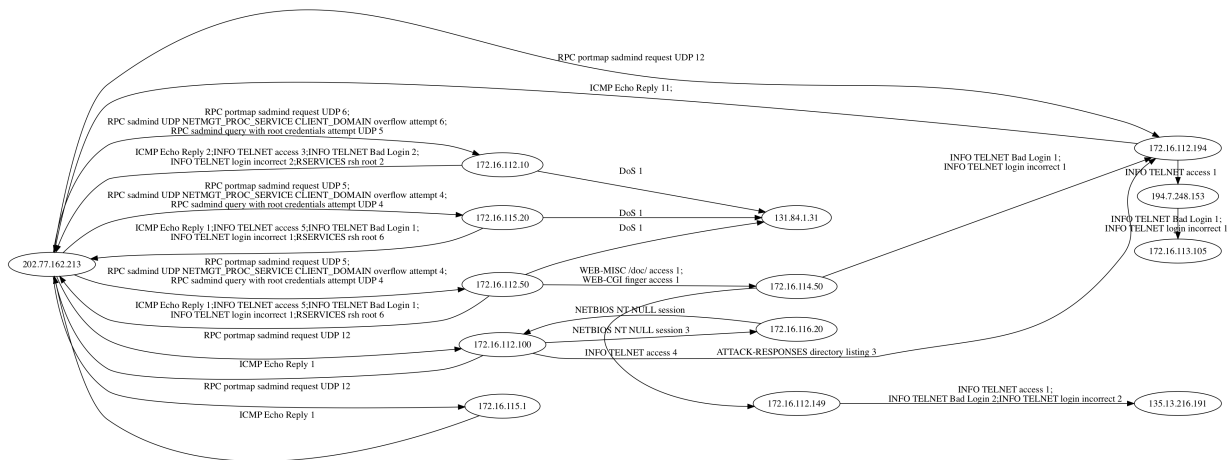 RPC portmap sadmind request UDP 12
ICMP Echo Reply 11;
RPC portmap sadmind request UDP 6;
RPC sadmind UDP NETMGT_PROC_SERVICE CLIENT_DOMAIN overflow attempt 6;
RPC sadmind query with root credentials attempt UDP 5
172.16.112.194
ICMP Echo Reply 2;INFO TELNET access 3;INFO TELNET Bad Login 2;
INFO TELNET login incorrect 2;RSERVICES rsh root 2
172.16.112.10
INFO TELNET Bad Login 1;
INFO TELNET login incorrect 1
DoS 1
INFO TELNET access 1
RPC portmap sadmind request UDP 5;
RPC sadmind UDP NETMGT_PROC_SERVICE CLIENT_DOMAIN overflow attempt 4;
RPC sadmind query with root credentials attempt UDP 4
194.7.248.153
172.16.115.20
DoS 1
131.84.1.31
INFO TELNET Bad Login 1;
INFO TELNET login incorrect 1
ICMP Echo Reply 1;INFO TELNET access 5;INFO TELNET Bad Login 1;
INFO TELNET login incorrect 1;RSERVICES rsh root 6
DoS 1
172.16.113.105
202.77.162.213
RPC portmap sadmind request UDP 5;
RPC sadmind UDP NETMGT_PROC_SERVICE CLIENT_DOMAIN overflow attempt 4;
RPC sadmind query with root credentials attempt UDP 4
WEB-MISC /doc/ access 1;
WEB-CGI finger access 1
172.16.112.50
172.16.114.50
ICMP Echo Reply 1;INFO TELNET access 5;INFO TELNET Bad Login 1;
INFO TELNET login incorrect 1;RSERVICES rsh root 6
NETBIOS NT NULL session
172.16.116.20
NETBIOS NT NULL session 3
RPC portmap sadmind request UDP 12
172.16.112.100
INFO TELNET access 4
ATTACK-RESPONSES directory listing 3
ICMP Echo Reply 1
RPC portmap sadmind request UDP 12
INFO TELNET access 1;
INFO TELNET Bad Login 2;INFO TELNET login incorrect 2
172.16.115.1
172.16.112.149
135.13.216.191
ICMP Echo Reply 1